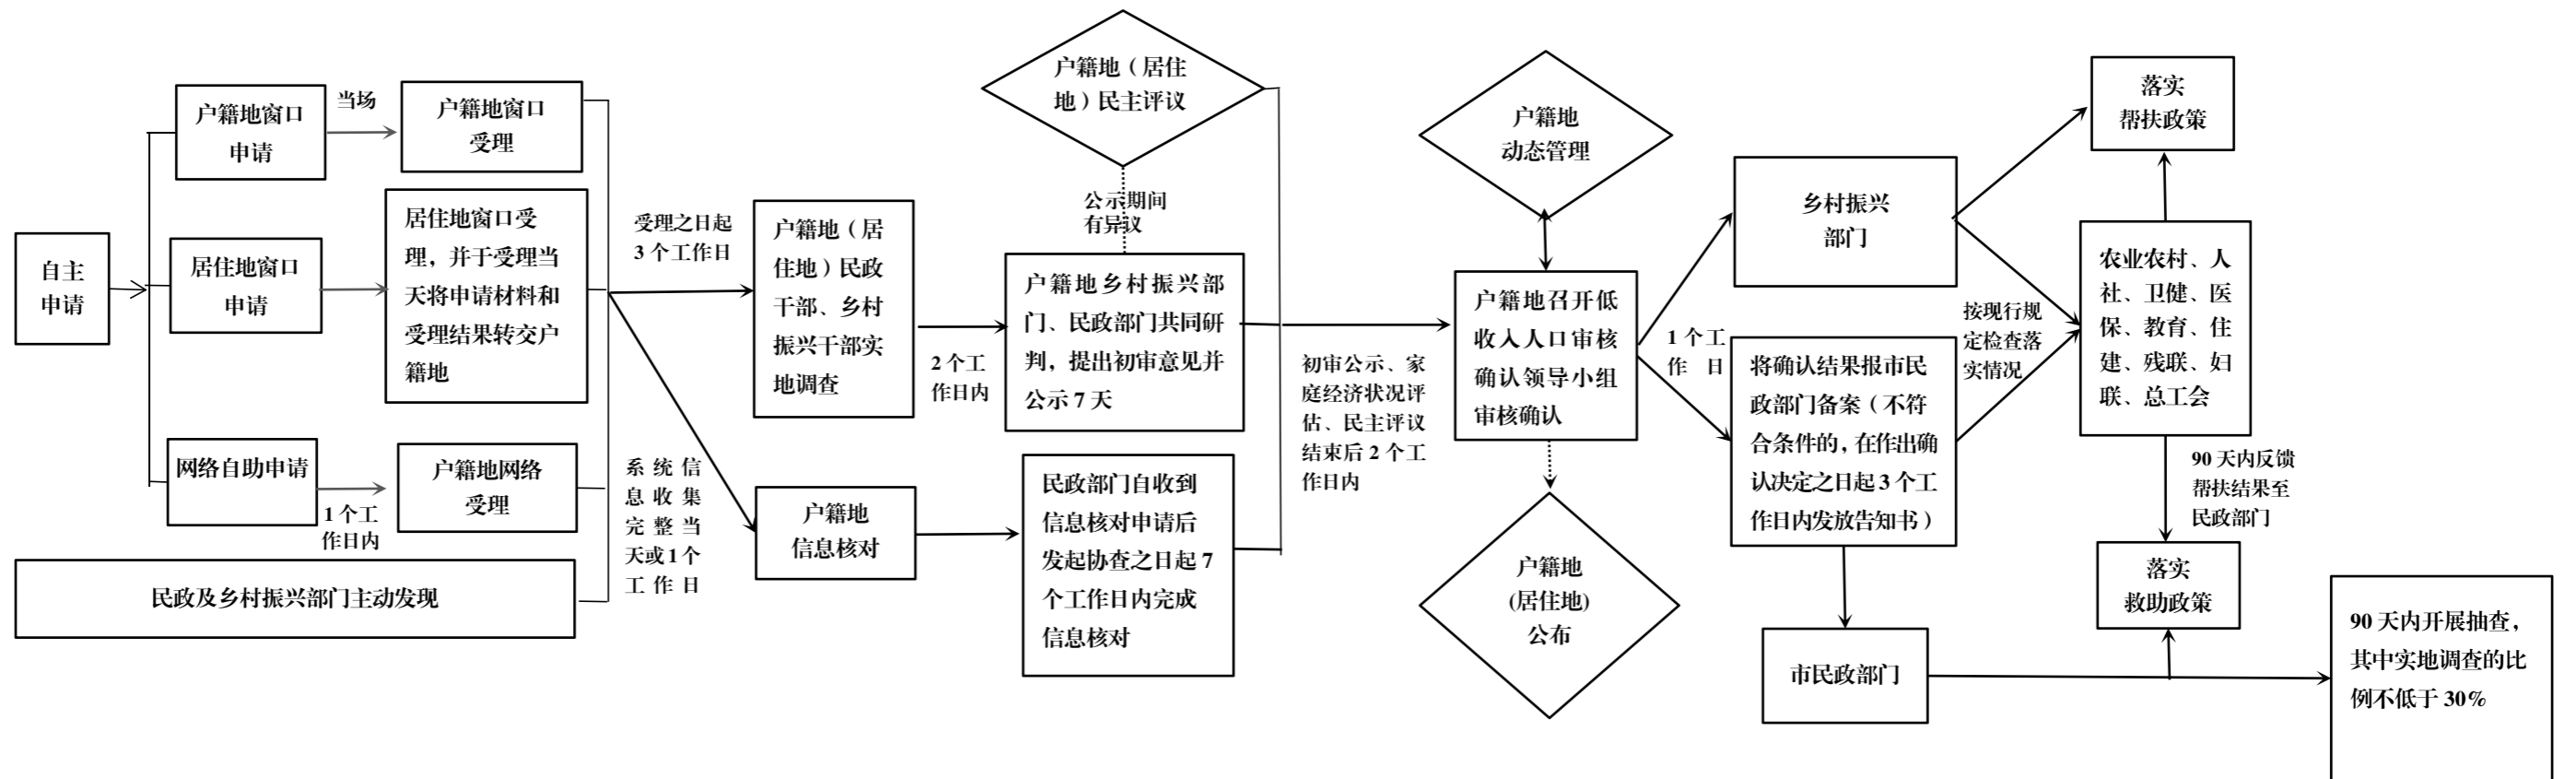 自主
申请
户籍地窗口
申请
当场
户籍地窗口
受理
居住地窗口
申请
居住地窗口受
理，并于受理当
天将申请材料和
受理结果转交户
籍地
网络自助申请
1 个工
作日内
户籍地网络
受理
民政及乡村振兴部门主动发现
受理之日起
3 个工作日
系统信
息收集
完整当
天或1个
工作日
户籍地（居
住地）民政
干部、乡村
振兴干部实
地调查
户籍地
信息核对
2 个工
作日内
户籍地（居住
地）民主评议
公示期间
有异议
户籍地乡村振兴部
门、民政部门共同研
判，提出初审意见并
公示 7 天
民政部门自收到
信息核对申请后
发起协查之日起 7
个工作日内完成
信息核对
初审公示、家
庭经济状况评
估、民主评议
结束后 2 个工
作日内
户籍地
动态管理
户籍地召开低
收入人口审核
确认领导小组
审核确认
户籍地
(居住地)
公布
1 个工
作日
乡村振兴
部门
将确认结果报市民
政部门备案（不符
合条件的，在作出确
认决定之日起 3 个工
作日内发放告知书）
市民政部门
按现行规
定检查落
实情况
落实
帮扶政策
农业农村、人
社、卫健、医
保、教育、住
建、残联、妇
联、总工会
90 天内反馈
帮扶结果至
民政部门
落实
救助政策
90 天内开展抽查，
其中实地调查的比
例不低于 30%